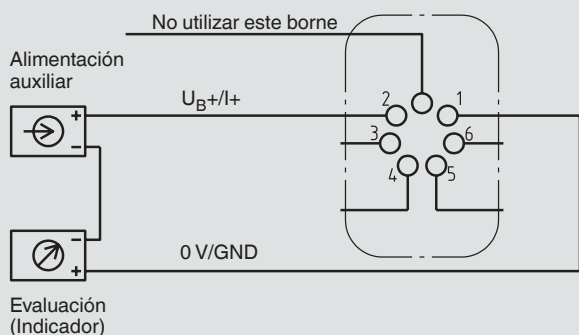 No utilizar este borne
Alimentación
auxiliar
U_B+/I+
+
−
2
1
3
6
4
5
−
+
0 V/GND
Evaluación
(Indicador)